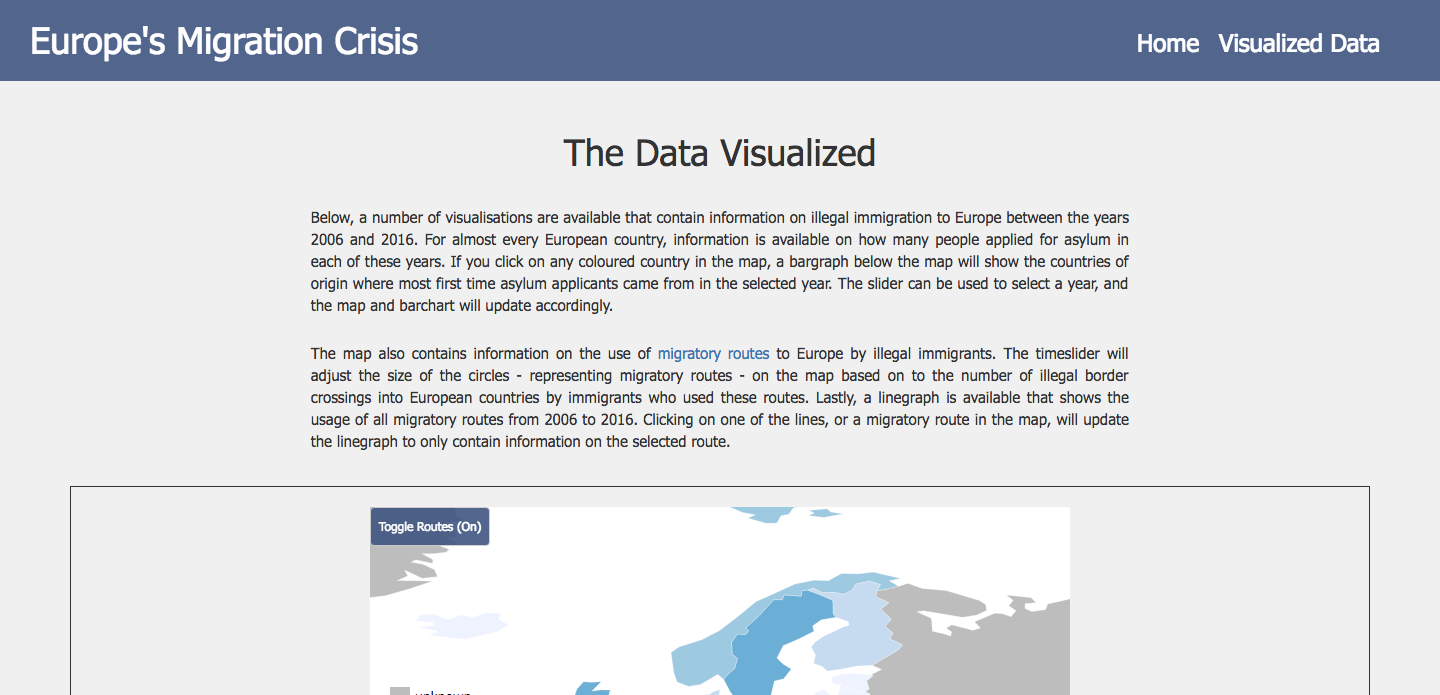 Europe's Migration Crisis
Home Visualized Data
The Data Visualized
Below, a number of visualisations are available that contain information on illegal immigration to Europe between the years
2006 and 2016. For almost every European country, information is available on how many people applied for asylum in
each of these years. If you click on any coloured country in the map, a bargraph below the map will show the countries of
origin where most first time asylum applicants came from in the selected year. The slider can be used to select a year, and
the map and barchart will update accordingly.
The map also contains information on the use of migratory routes to Europe by illegal immigrants. The timeslider will
adjust the size of the circles - representing migratory routes - on the map based on to the number of illegal border
crossings into European countries by immigrants who used these routes. Lastly, a linegraph is available that shows the
usage of all migratory routes from 2006 to 2016. Clicking on one of the lines, or a migratory route in the map, will update
the linegraph to only contain information on the selected route.
Toggle Routes (On)
unknown